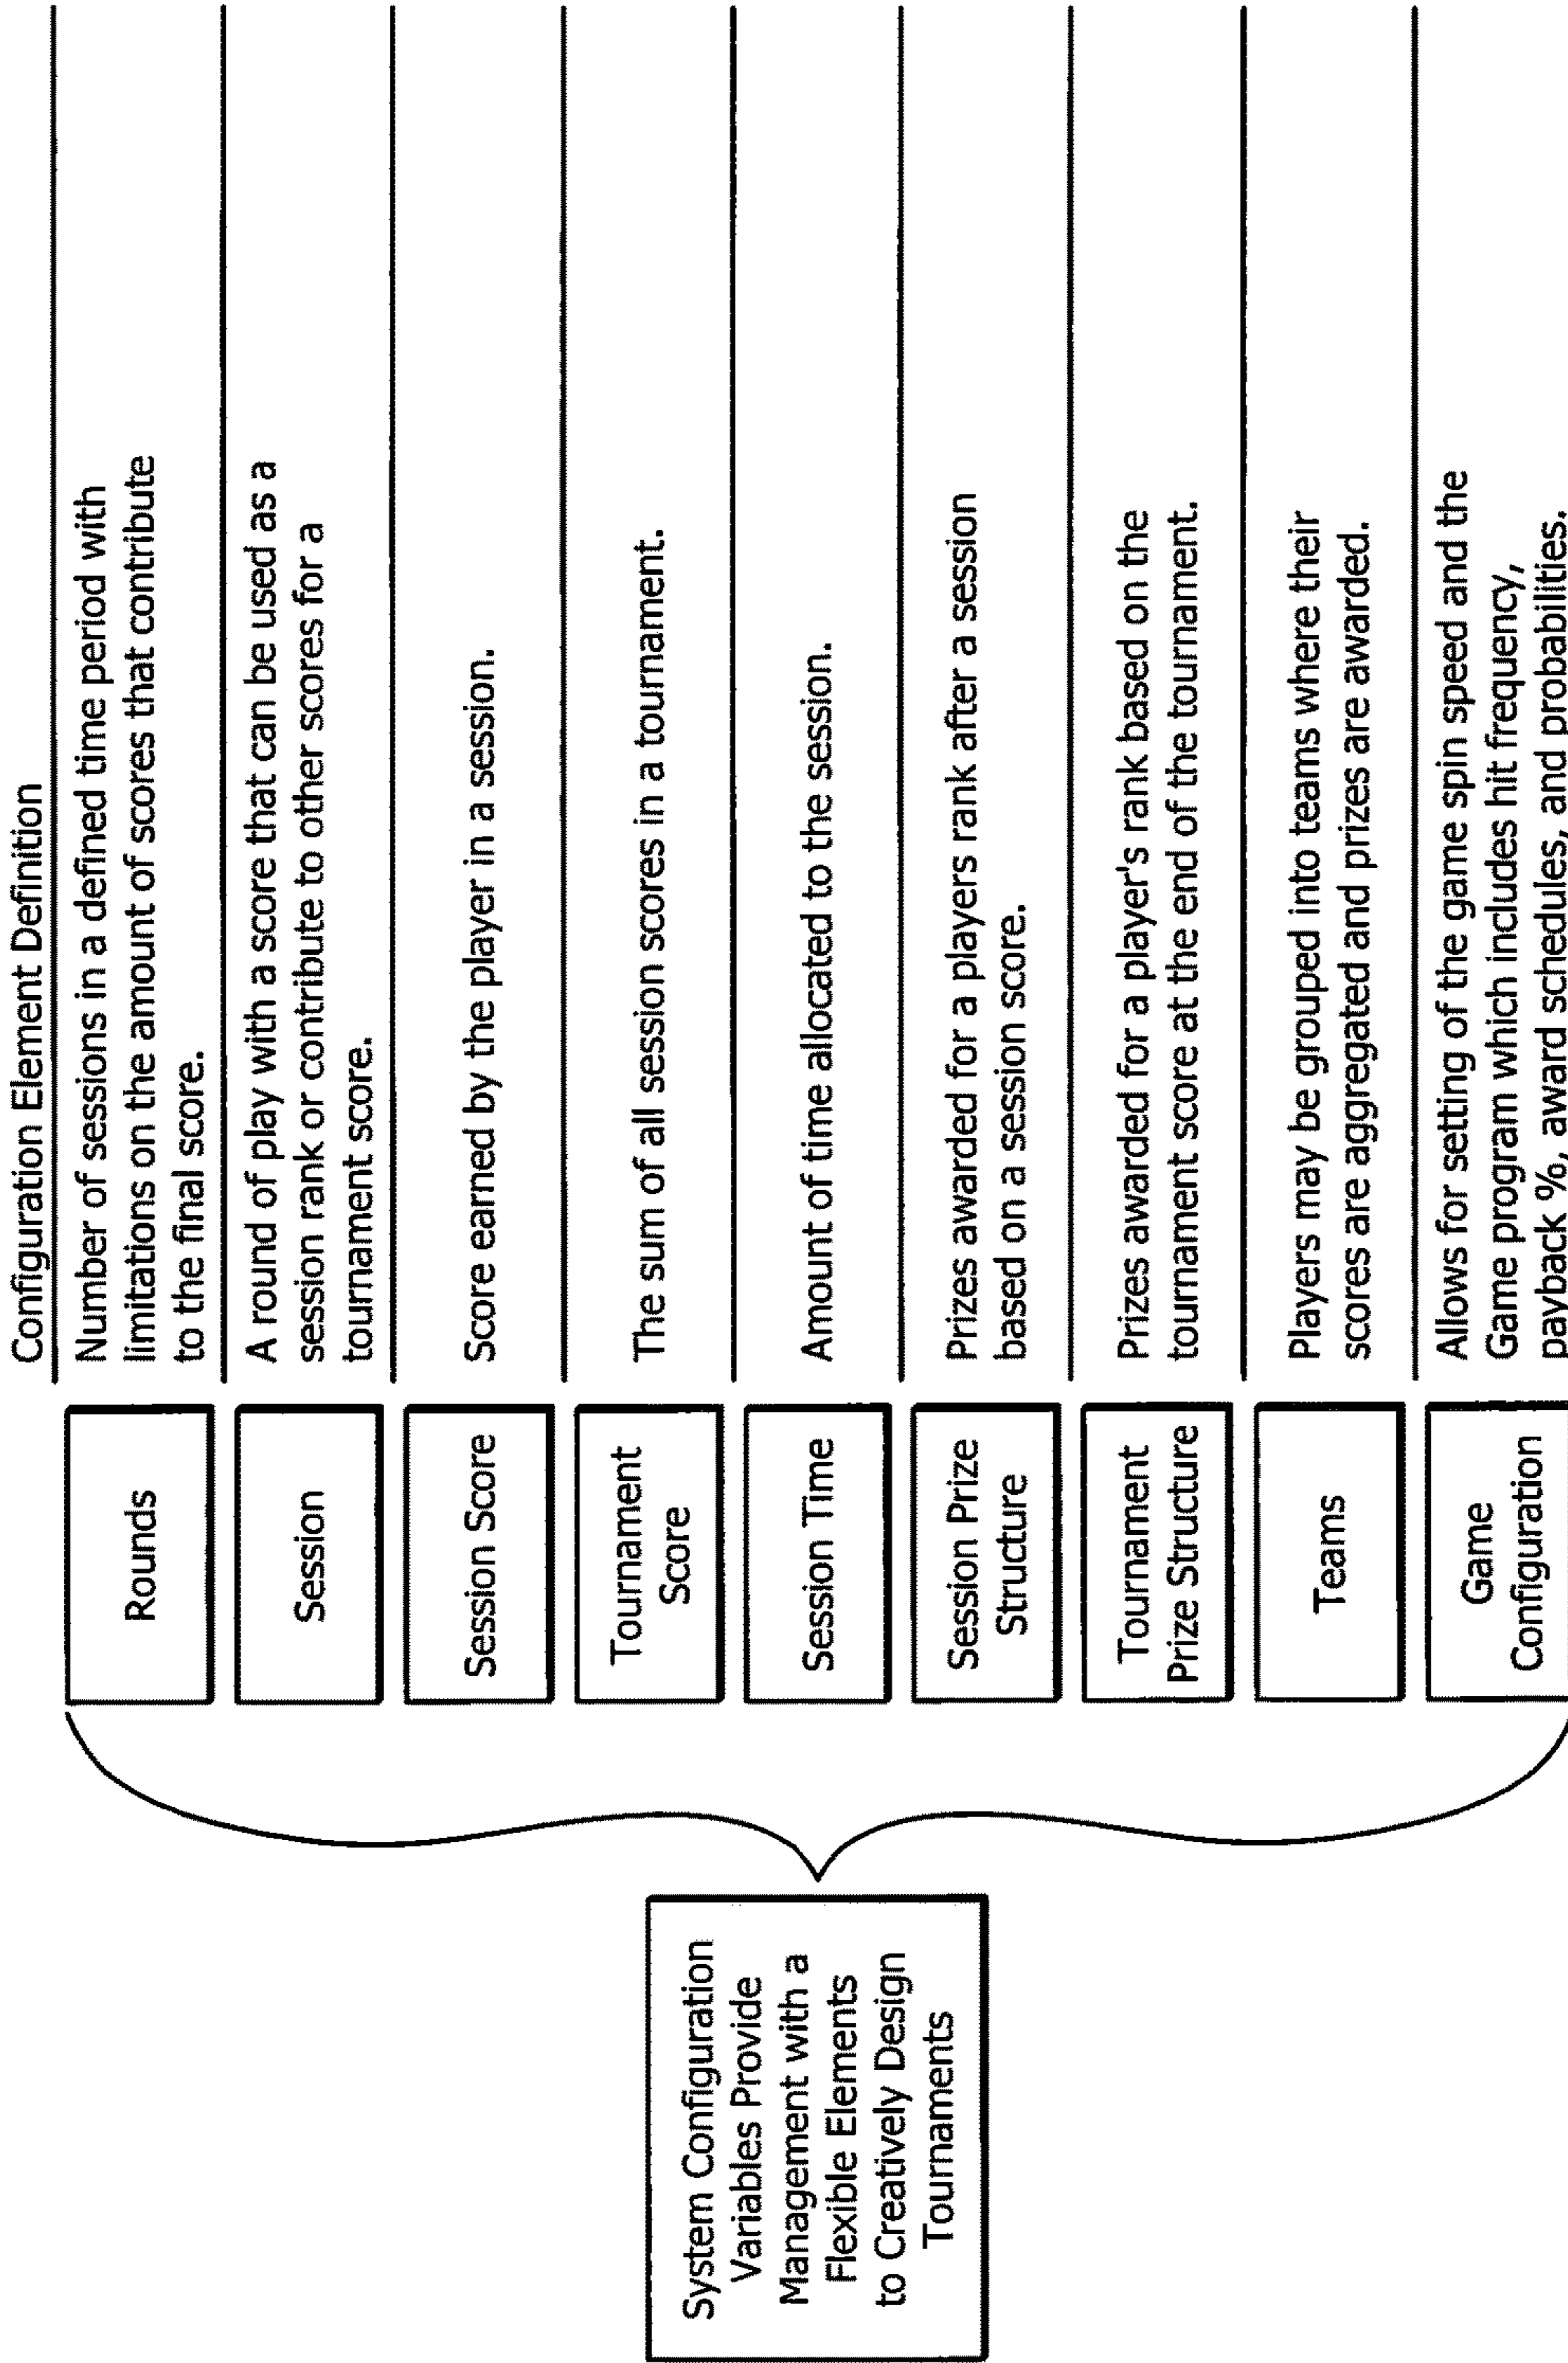 Configuration Element Definition
System Configuration
Variables Provide
Management with a
Flexible Elements
to Creatively Design
Tournaments
Rounds
Number of sessions in a defined time period with
limitations on the amount of scores that contribute
to the final score.
Session
A round of play with a score that can be used as a
session rank or contribute to other scores for a
tournament score.
Session Score
Score earned by the player in a session.
Tournament
Score
The sum of all session scores in a tournament.
Session Time
Amount of time allocated to the session.
Session Prize
Structure
Prizes awarded for a players rank after a session
based on a session score.
Tournament
Prize Structure
Prizes awarded for a player's rank based on the
tournament score at the end of the tournament.
Teams
Players may be grouped into teams where their
scores are aggregated and prizes are awarded.
Game
Configuration
Allows for setting of the game spin speed and the
Game program which includes hit frequency,
payback %, award schedules, and probabilities.